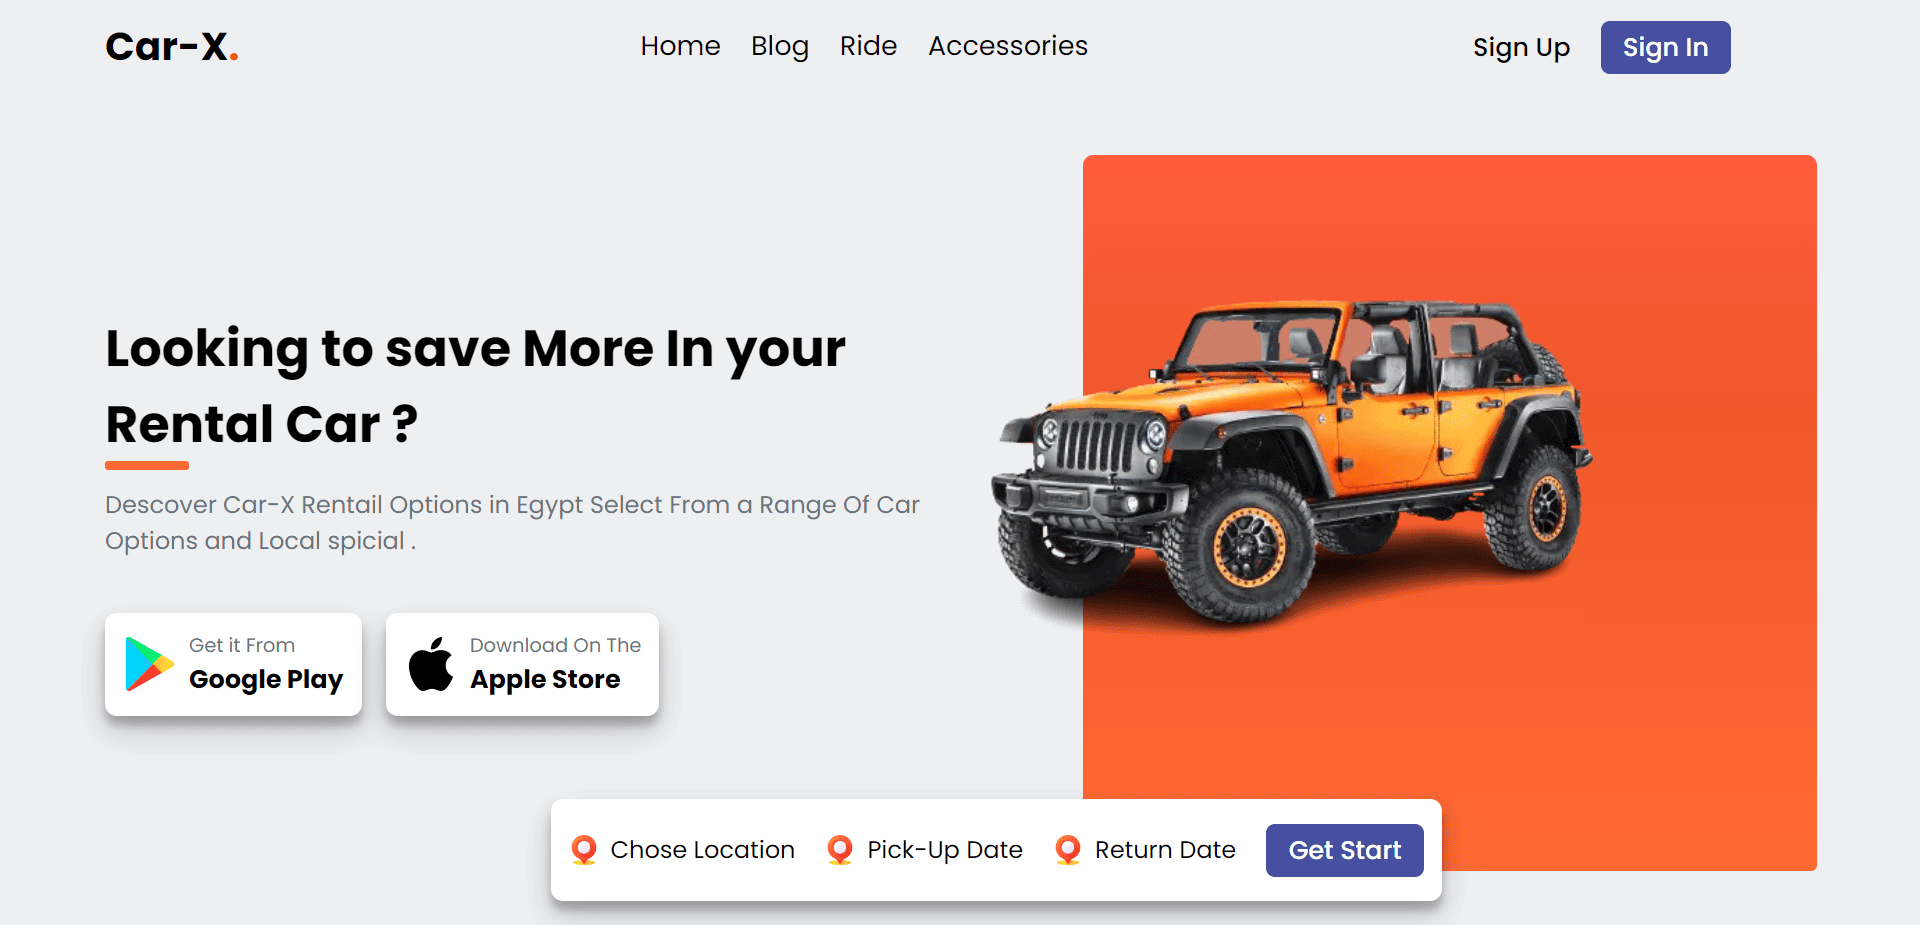 Car-X.
Home Blog Ride Accessories
Sign Up Sign In
Looking to save More In your
Rental Car ?
Descover Car-X Rentail Options in Egypt Select From a Range Of Car
Options and Local spicial .
Get it From
Google Play
Download On The
Apple Store
Chose Location Pick-Up Date Return Date Get Start